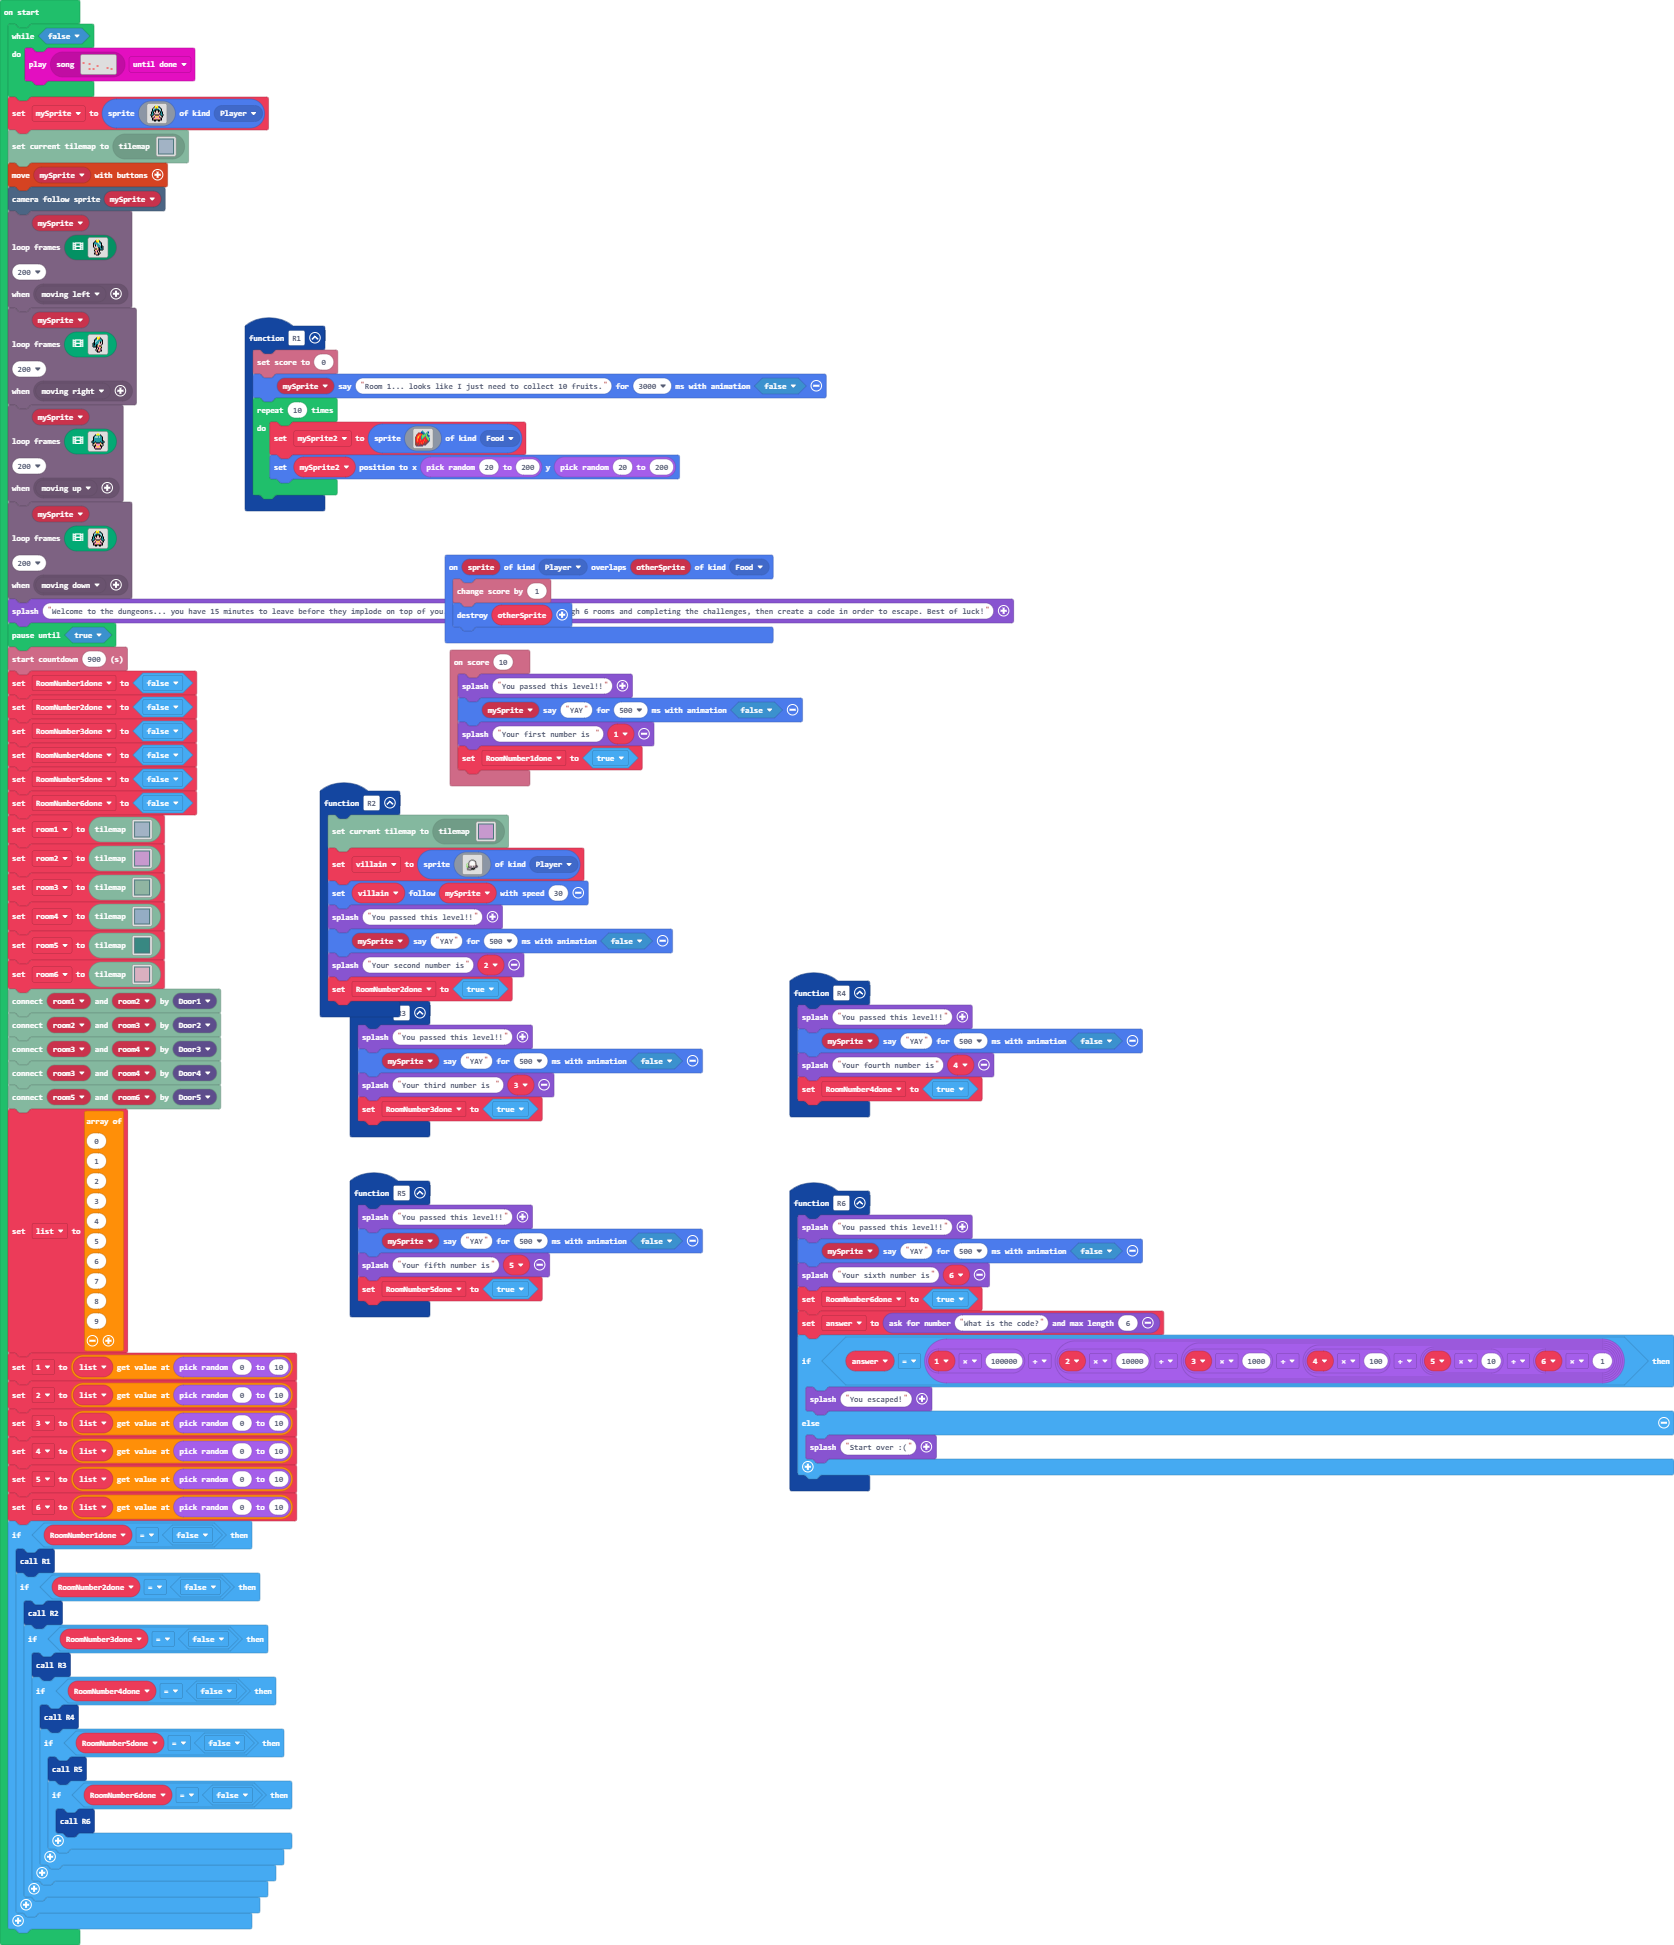 on start
while false
do
play song until done
set mySprite to sprite of kind Player
set current tilemap to tilemap
move mySprite with buttons
camera follow sprite mySprite
mySprite
loop frames
200
when moving left
mySprite
loop frames
200
when moving right
mySprite
loop frames
200
when moving up
mySprite
loop frames
200
when moving down
splash "Welcome to the dungeons... you have 15 minutes to leave before they implode on top of you
h 6 rooms and completing the challenges, then create a code in order to escape. Best of luck!"
pause until true
start countdown 900 (s)
set RoomNumber1done to false
set RoomNumber2done to false
set RoomNumber3done to false
set RoomNumber4done to false
set RoomNumber5done to false
set RoomNumber6done to false
set room1 to tilemap
set room2 to tilemap
set room3 to tilemap
set room4 to tilemap
set room5 to tilemap
set room6 to tilemap
connect room1 and room2 by Door1
connect room2 and room3 by Door2
connect room3 and room4 by Door3
connect room3 and room4 by Door4
connect room5 and room6 by Door5
set list to array of
0
1
2
3
4
5
6
7
8
9
set 1 to list get value at pick random 0 to 10
set 2 to list get value at pick random 0 to 10
set 3 to list get value at pick random 0 to 10
set 4 to list get value at pick random 0 to 10
set 5 to list get value at pick random 0 to 10
set 6 to list get value at pick random 0 to 10
if RoomNumber1done = false then
call R1
if RoomNumber2done = false then
call R2
if RoomNumber3done = false then
call R3
if RoomNumber4done = false then
call R4
if RoomNumber5done = false then
call R5
if RoomNumber6done = false then
call R6
function R1
set score to 0
mySprite say "Room 1... looks like I just need to collect 10 fruits." for 3000 ms with animation false
repeat 10 times
do
set mySprite2 to sprite of kind Food
set mySprite2 position to x pick random 20 to 200 y pick random 20 to 200
on sprite of kind Player overlaps otherSprite of kind Food
change score by 1
destroy otherSprite
on score 10
splash "You passed this level!!"
mySprite say "YAY" for 500 ms with animation false
splash "Your first number is " 1
set RoomNumber1done to true
function R2
set current tilemap to tilemap
set villain to sprite of kind Player
set villain follow mySprite with speed 30
splash "You passed this level!!"
mySprite say "YAY" for 500 ms with animation false
splash "Your second number is" 2
set RoomNumber2done to true
3
splash "You passed this level!!"
mySprite say "YAY" for 500 ms with animation false
splash "Your third number is " 3
set RoomNumber3done to true
function R4
splash "You passed this level!!"
mySprite say "YAY" for 500 ms with animation false
splash "Your fourth number is" 4
set RoomNumber4done to true
function R5
splash "You passed this level!!"
mySprite say "YAY" for 500 ms with animation false
splash "Your fifth number is" 5
set RoomNumber5done to true
function R6
splash "You passed this level!!"
mySprite say "YAY" for 500 ms with animation false
splash "Your sixth number is" 6
set RoomNumber6done to true
set answer to ask for number "What is the code?" and max length 6
if answer = 1 × 100000 + 2 × 10000 + 3 × 1000 + 4 × 100 + 5 × 10 + 6 × 1 then
splash "You escaped!"
else
splash "Start over :("